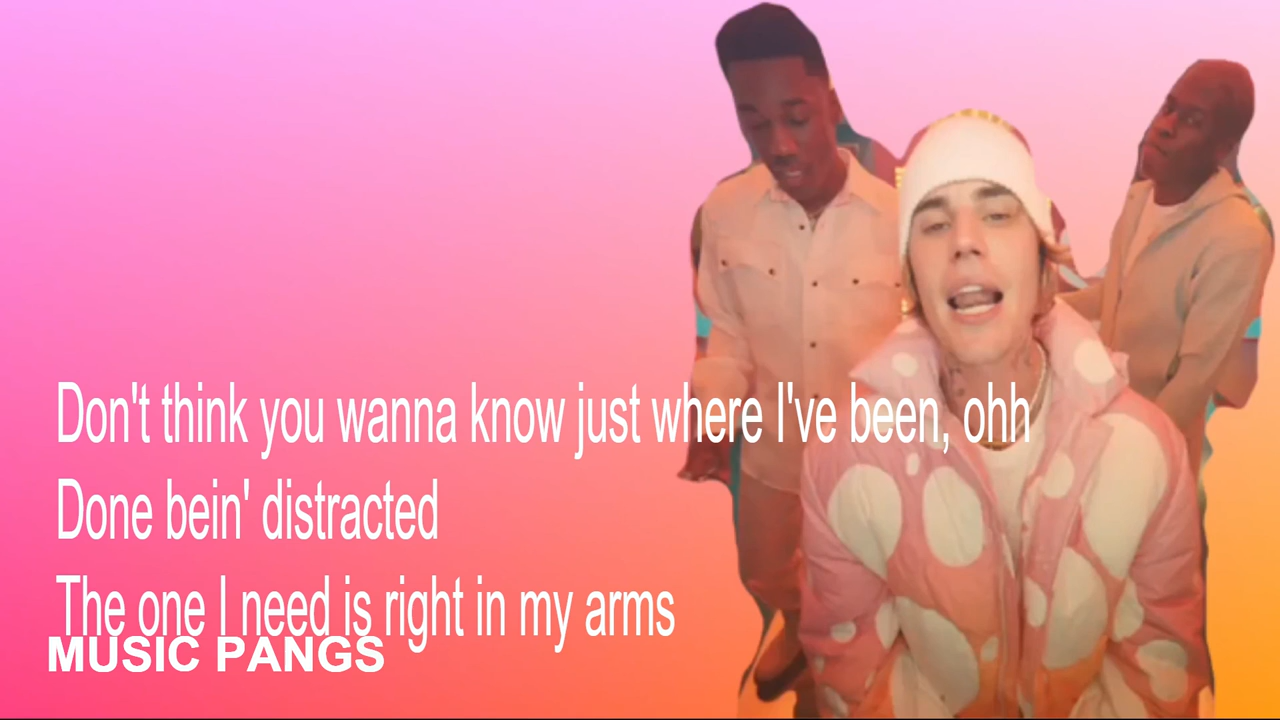 Don't think you wanna know just where I've been, ohh
Done bein' distracted
The one I need is right in my arms
MUSIC PANGS